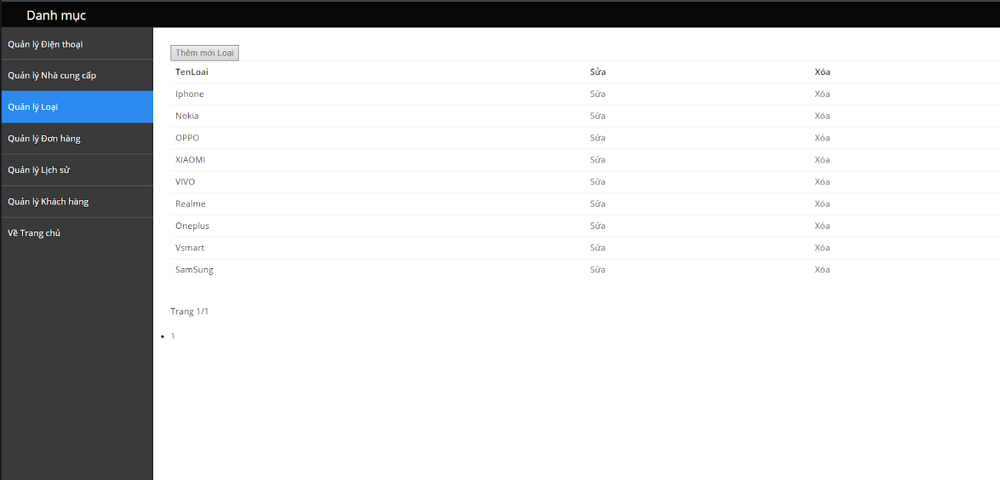 Danh mục
Quản lý Điện thoại
Quản lý Nhà cung cấp
Quản lý Loại
Quản lý Đơn hàng
Quản lý Lịch sử
Quản lý Khách hàng
Về Trang chủ
Thêm mới Loại
TenLoai Sửa Xóa
Iphone Sửa Xóa
Nokia Sửa Xóa
OPPO Sửa Xóa
XIAOMI Sửa Xóa
VIVO Sửa Xóa
Realme Sửa Xóa
Oneplus Sửa Xóa
Vsmart Sửa Xóa
SamSung Sửa Xóa
Trang 1/1
• 1